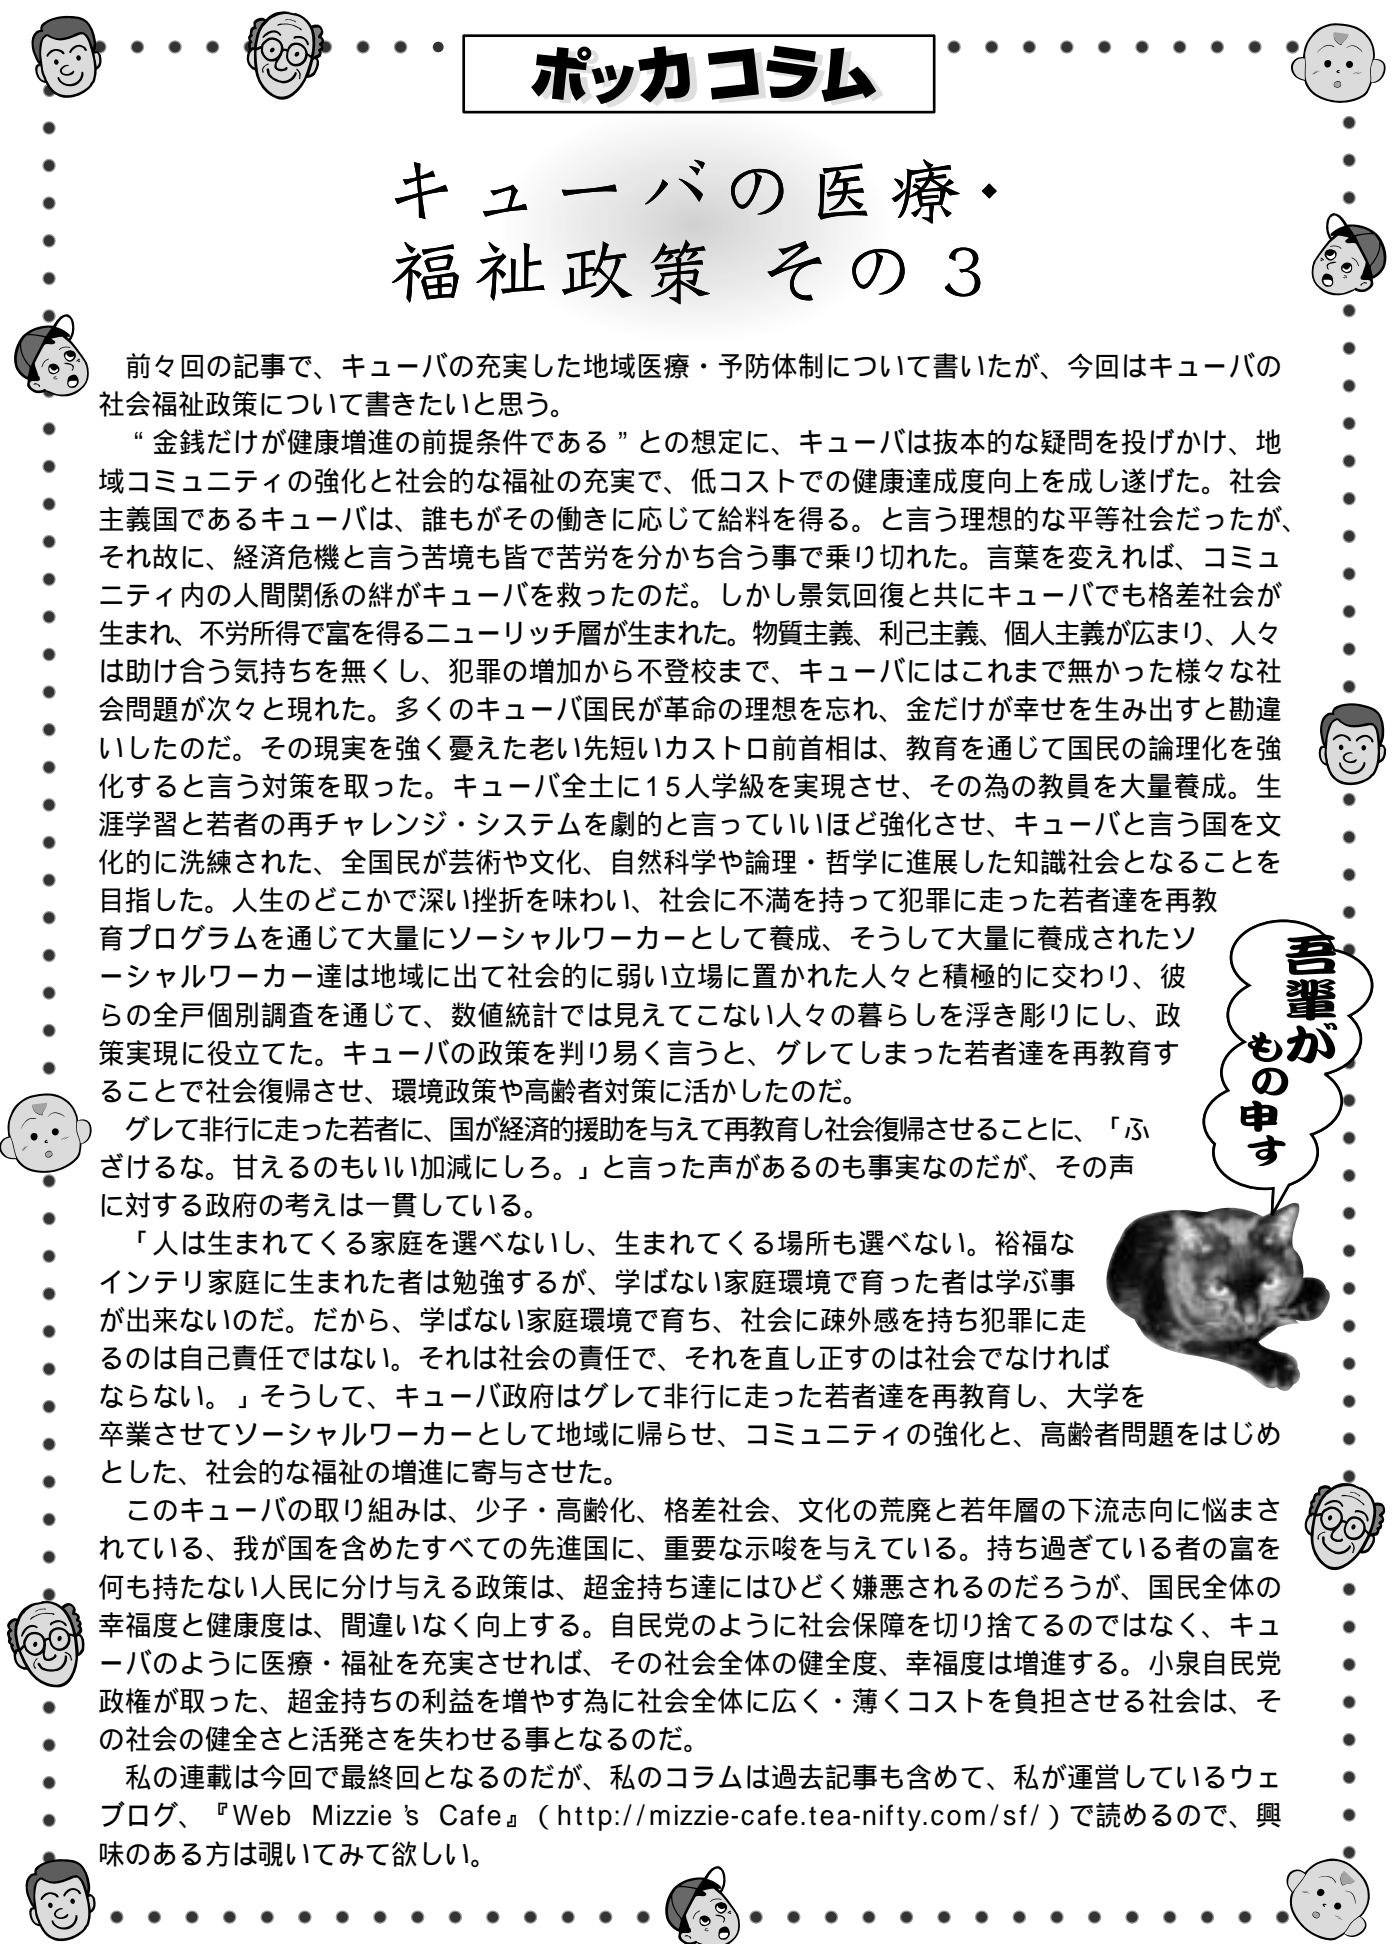 ポッカコラム
キューバの医療・
福祉政策 その3
前々回の記事で、キューバの充実した地域医療・予防体制について書いたが、今回はキューバの
社会福祉政策について書きたいと思う。
“金銭だけが健康増進の前提条件である”との想定に、キューバは抜本的な疑問を投げかけ、地
域コミュニティの強化と社会的な福祉の充実で、低コストでの健康達成度向上を成し遂げた。社会
主義国であるキューバは、誰もがその働きに応じて給料を得る。と言う理想的な平等社会だったが、
それ故に、経済危機と言う苦境も皆で苦労を分かち合う事で乗り切れた。言葉を変えれば、コミュ
ニティ内の人間関係の絆がキューバを救ったのだ。しかし景気回復と共にキューバでも格差社会が
生まれ、不労所得で富を得るニューリッチ層が生まれた。物質主義、利己主義、個人主義が広まり、人々
は助け合う気持ちを無くし、犯罪の増加から不登校まで、キューバにはこれまで無かった様々な社
会問題が次々と現れた。多くのキューバ国民が革命の理想を忘れ、金だけが幸せを生み出すと勘違
いしたのだ。その現実を強く憂えた老い先短いカストロ前首相は、教育を通じて国民の論理化を強
化すると言う対策を取った。キューバ全土に15人学級を実現させ、その為の教員を大量養成。生
涯学習と若者の再チャレンジ・システムを劇的と言っていいほど強化させ、キューバと言う国を文
化的に洗練された、全国民が芸術や文化、自然科学や論理・哲学に進展した知識社会となることを
目指した。人生のどこかで深い挫折を味わい、社会に不満を持って犯罪に走った若者達を再教
育プログラムを通じて大量にソーシャルワーカーとして養成、そうして大量に養成されたソ
ーシャルワーカー達は地域に出て社会的に弱い立場に置かれた人々と積極的に交わり、彼
らの全戸個別調査を通じて、数値統計では見えてこない人々の暮らしを浮き彫りにし、政
策実現に役立てた。キューバの政策を判り易く言うと、グレてしまった若者達を再教育す
ることで社会復帰させ、環境政策や高齢者対策に活かしたのだ。
グレて非行に走った若者に、国が経済的援助を与えて再教育し社会復帰させることに、「ふ
ざけるな。甘えるのもいい加減にしろ。」と言った声があるのも事実なのだが、その声
に対する政府の考えは一貫している。
「人は生まれてくる家庭を選べないし、生まれてくる場所も選べない。裕福な
インテリ家庭に生まれた者は勉強するが、学ばない家庭環境で育った者は学ぶ事
が出来ないのだ。だから、学ばない家庭環境で育ち、社会に疎外感を持ち犯罪に走
るのは自己責任ではない。それは社会の責任で、それを直し正すのは社会でなければ
ならない。」そうして、キューバ政府はグレて非行に走った若者達を再教育し、大学を
卒業させてソーシャルワーカーとして地域に帰らせ、コミュニティの強化と、高齢者問題をはじめ
とした、社会的な福祉の増進に寄与させた。
このキューバの取り組みは、少子・高齢化、格差社会、文化の荒廃と若年層の下流志向に悩まさ
れている、我が国を含めたすべての先進国に、重要な示唆を与えている。持ち過ぎている者の富を
何も持たない人民に分け与える政策は、超金持ち達にはひどく嫌悪されるのだろうが、国民全体の
幸福度と健康度は、間違いなく向上する。自民党のように社会保障を切り捨てるのではなく、キュ
ーバのように医療・福祉を充実させれば、その社会全体の健全度、幸福度は増進する。小泉自民党
政権が取った、超金持ちの利益を増やす為に社会全体に広く・薄くコストを負担させる社会は、そ
の社会の健全さと活発さを失わせる事となるのだ。
私の連載は今回で最終回となるのだが、私のコラムは過去記事も含めて、私が運営しているウェ
ブログ、『Web Mizzie's Cafe』(http://mizzie-cafe.tea-nifty.com/sf/)で読めるので、興
味のある方は覗いてみて欲しい。
吾輩が
もの申す